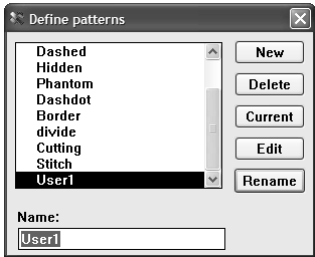 Define patterns
Dashed
Hidden
Phantom
Dashdot
Border
divide
Cutting
Stitch
User1
New
Delete
Current
Edit
Rename
Name:
User1